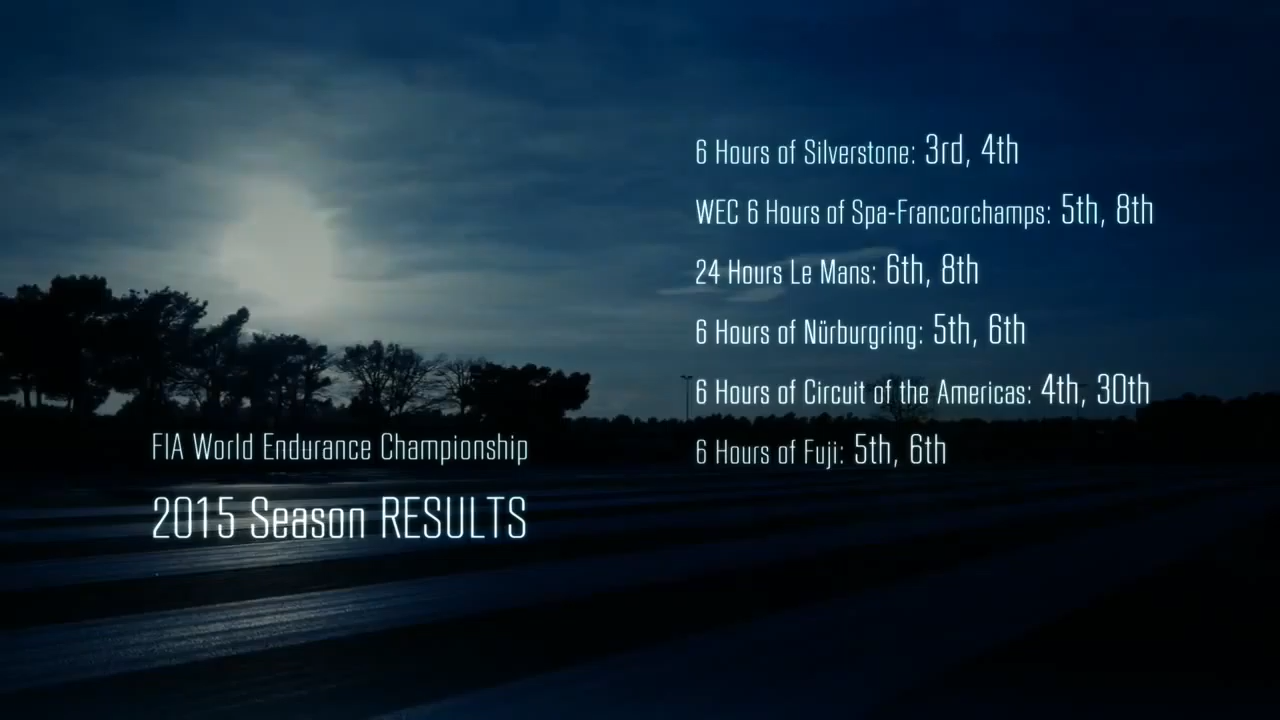 FIA World Endurance Championship
2015 Season RESULTS
6 Hours of Silverstone: 3rd, 4th
WEC 6 Hours of Spa-Francorchamps: 5th, 8th
24 Hours Le Mans: 6th, 8th
6 Hours of Nürburgring: 5th, 6th
6 Hours of Circuit of the Americas: 4th, 30th
6 Hours of Fuji: 5th, 6th